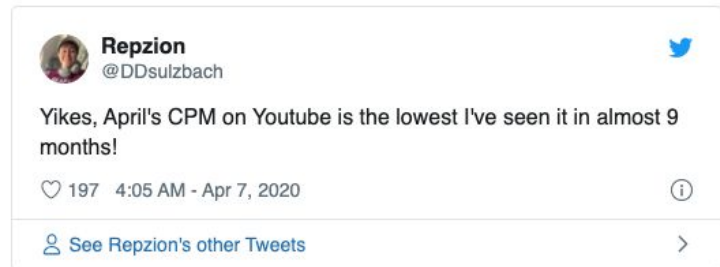 Repzion
@DDsulzbach
Yikes, April's CPM on Youtube is the lowest I've seen it in almost 9
months!
197 4:05 AM - Apr 7, 2020
See Repzion's other Tweets